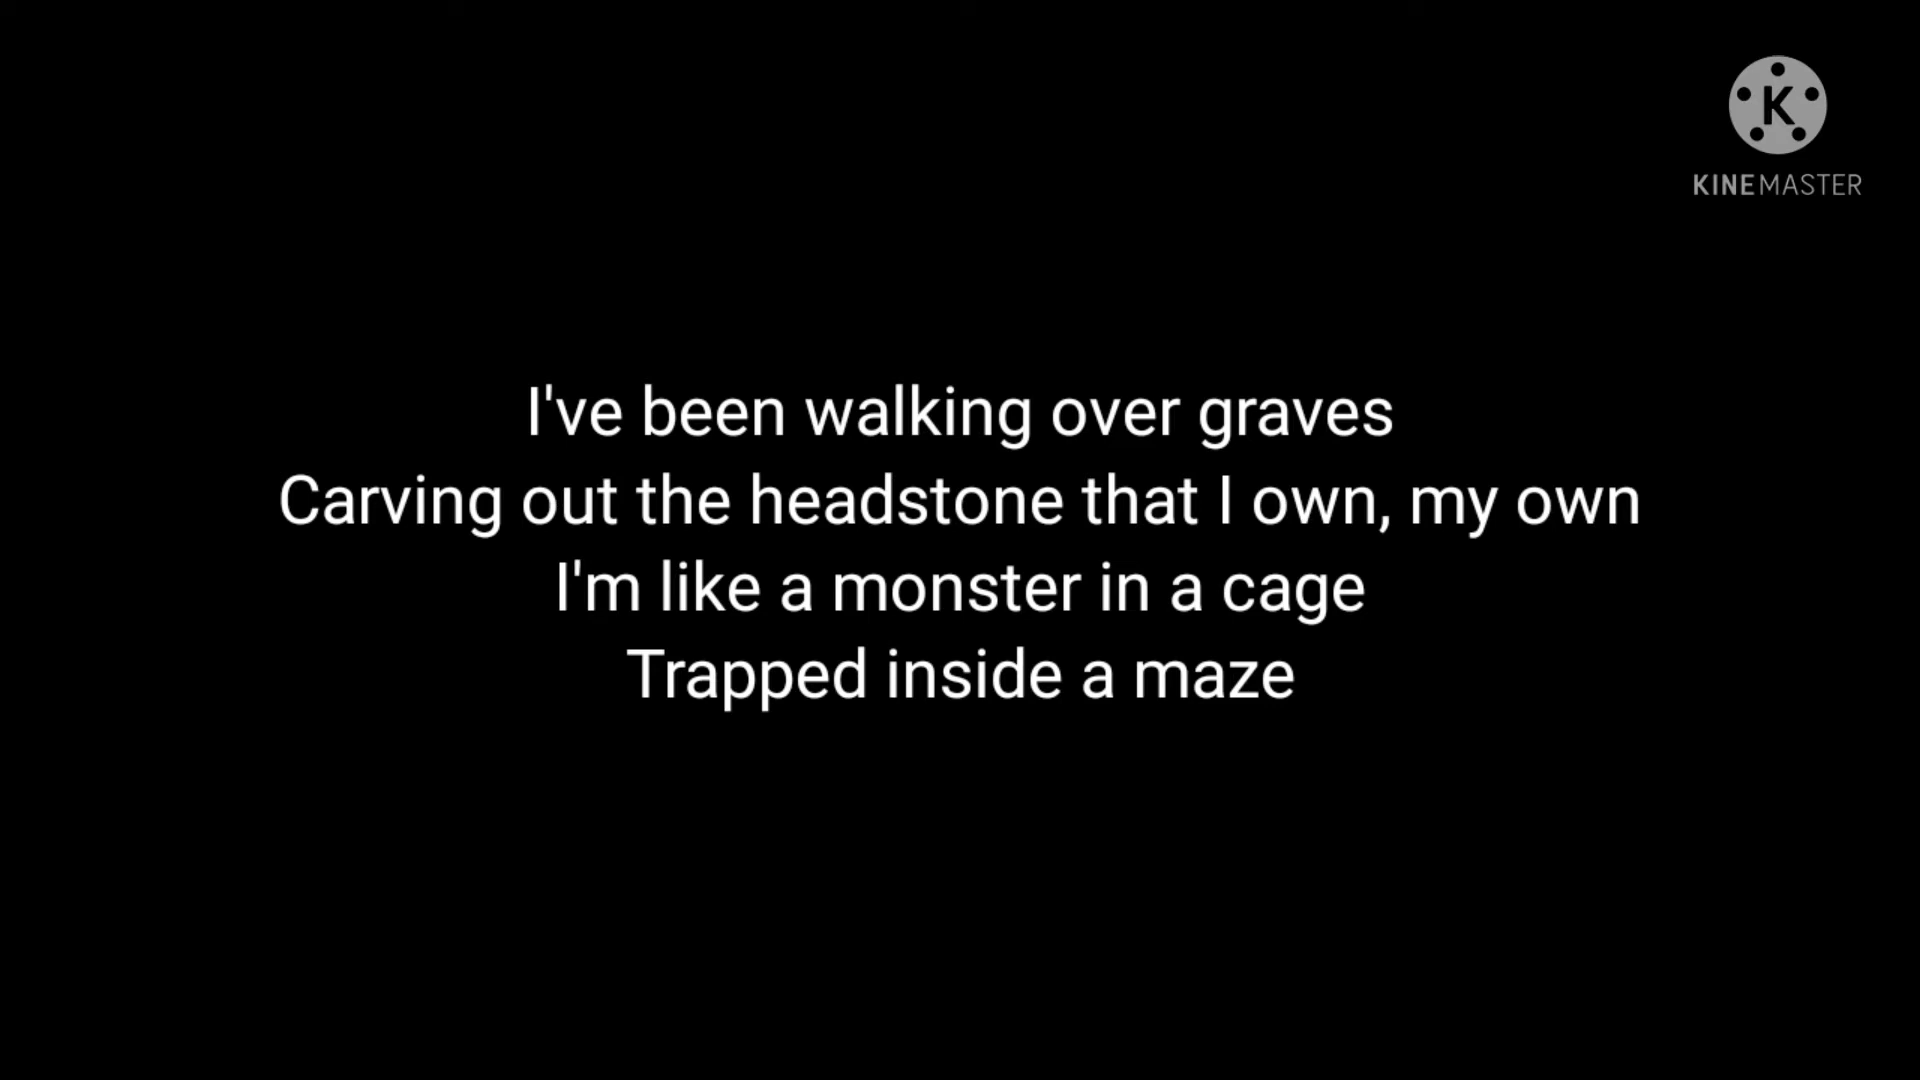 K
KINEMASTER
I've been walking over graves
Carving out the headstone that I own, my own
I'm like a monster in a cage
Trapped inside a maze